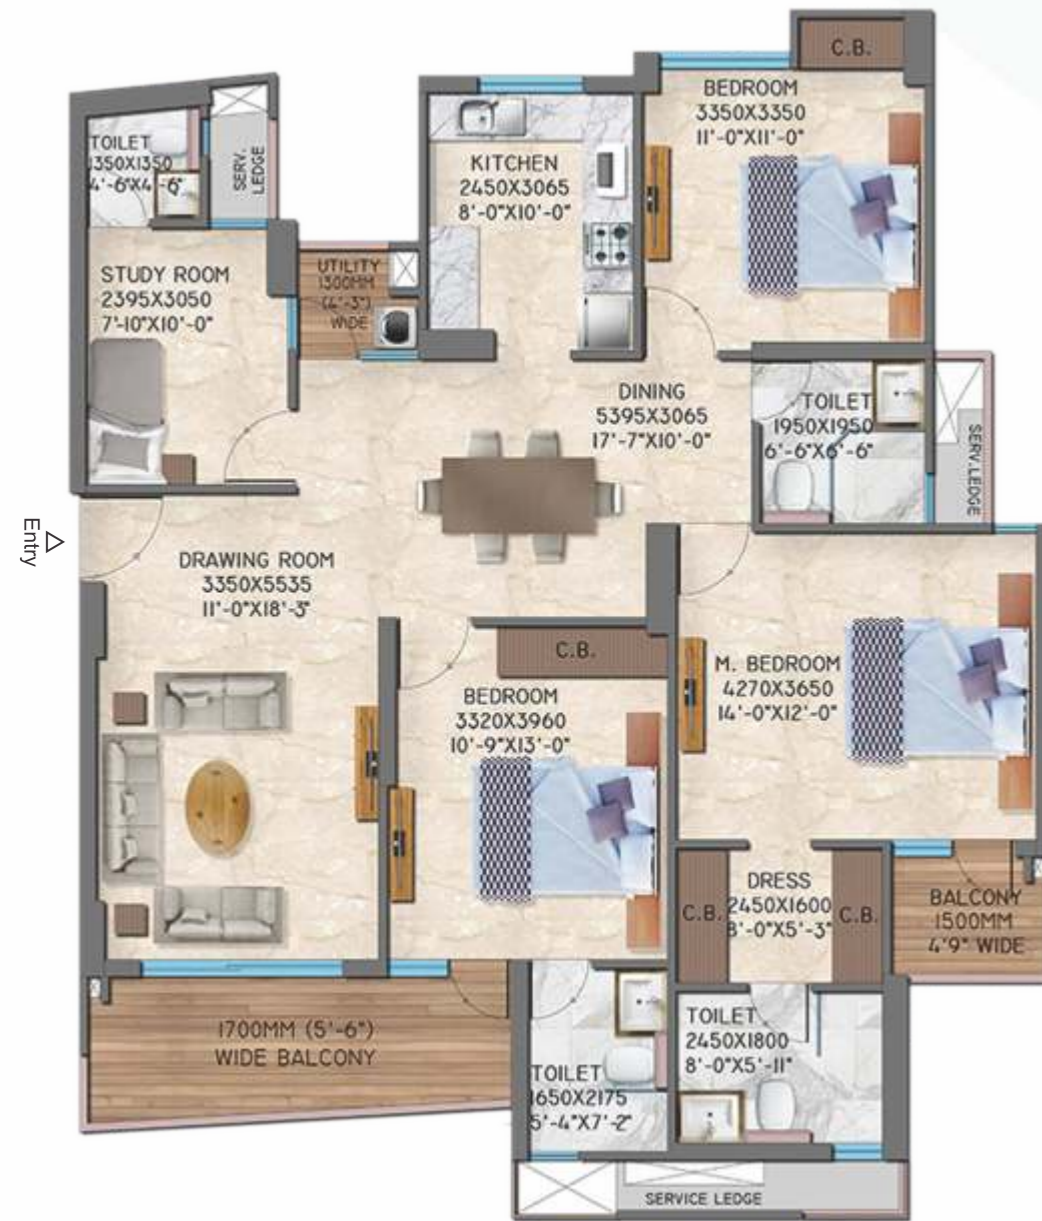 C.B.
BEDROOM
3350X3350
11'-0"X11'-0"
TOILET
1350X1350
4'-6"X4'-6"
SERV.
LEDGE
KITCHEN
2450X3065
8'-0"X10'-0"
STUDY ROOM
2395X3050
7'-10"X10'-0"
UTILITY
1300MM
(4'-3")
WIDE
DINING
5395X3065
17'-7"X10'-0"
TOILET
1950X1950
6'-6"X6'-6"
SERV.LEDGE
Entry
DRAWING ROOM
3350X5535
11'-0"X18'-3"
C.B.
BEDROOM
3320X3960
10'-9"X13'-0"
M. BEDROOM
4270X3650
14'-0"X12'-0"
C.B.
DRESS
2450X1600
8'-0"X5'-3"
C.B.
BALCONY
1500MM
4'9" WIDE
1700MM (5'-6")
WIDE BALCONY
TOILET
1650X2175
5'-4"X7'-2"
TOILET
2450X1800
8'-0"X5'-11"
SERVICE LEDGE